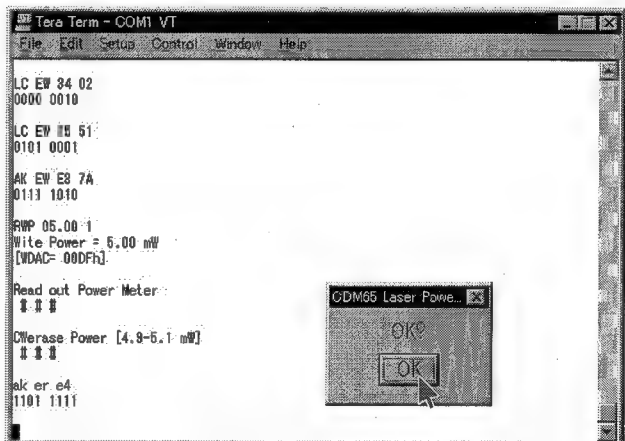 Tera Term - COM1 VT
File Edit Setup Control Window Help
LC EW 34 02
0000 0010
LC EW 51
0101 0001
AK EW E8 7A
0111 1010
RWP 05.00 1
Wite Power = 5.00 mW
[WDAC= 00DFh]
Read out Power Meter
# # #
CWerase Power [4.9-5.1 mW]
# # #
ak er e4
1101 1111
CDM65 Laser Powe...
OK?
OK